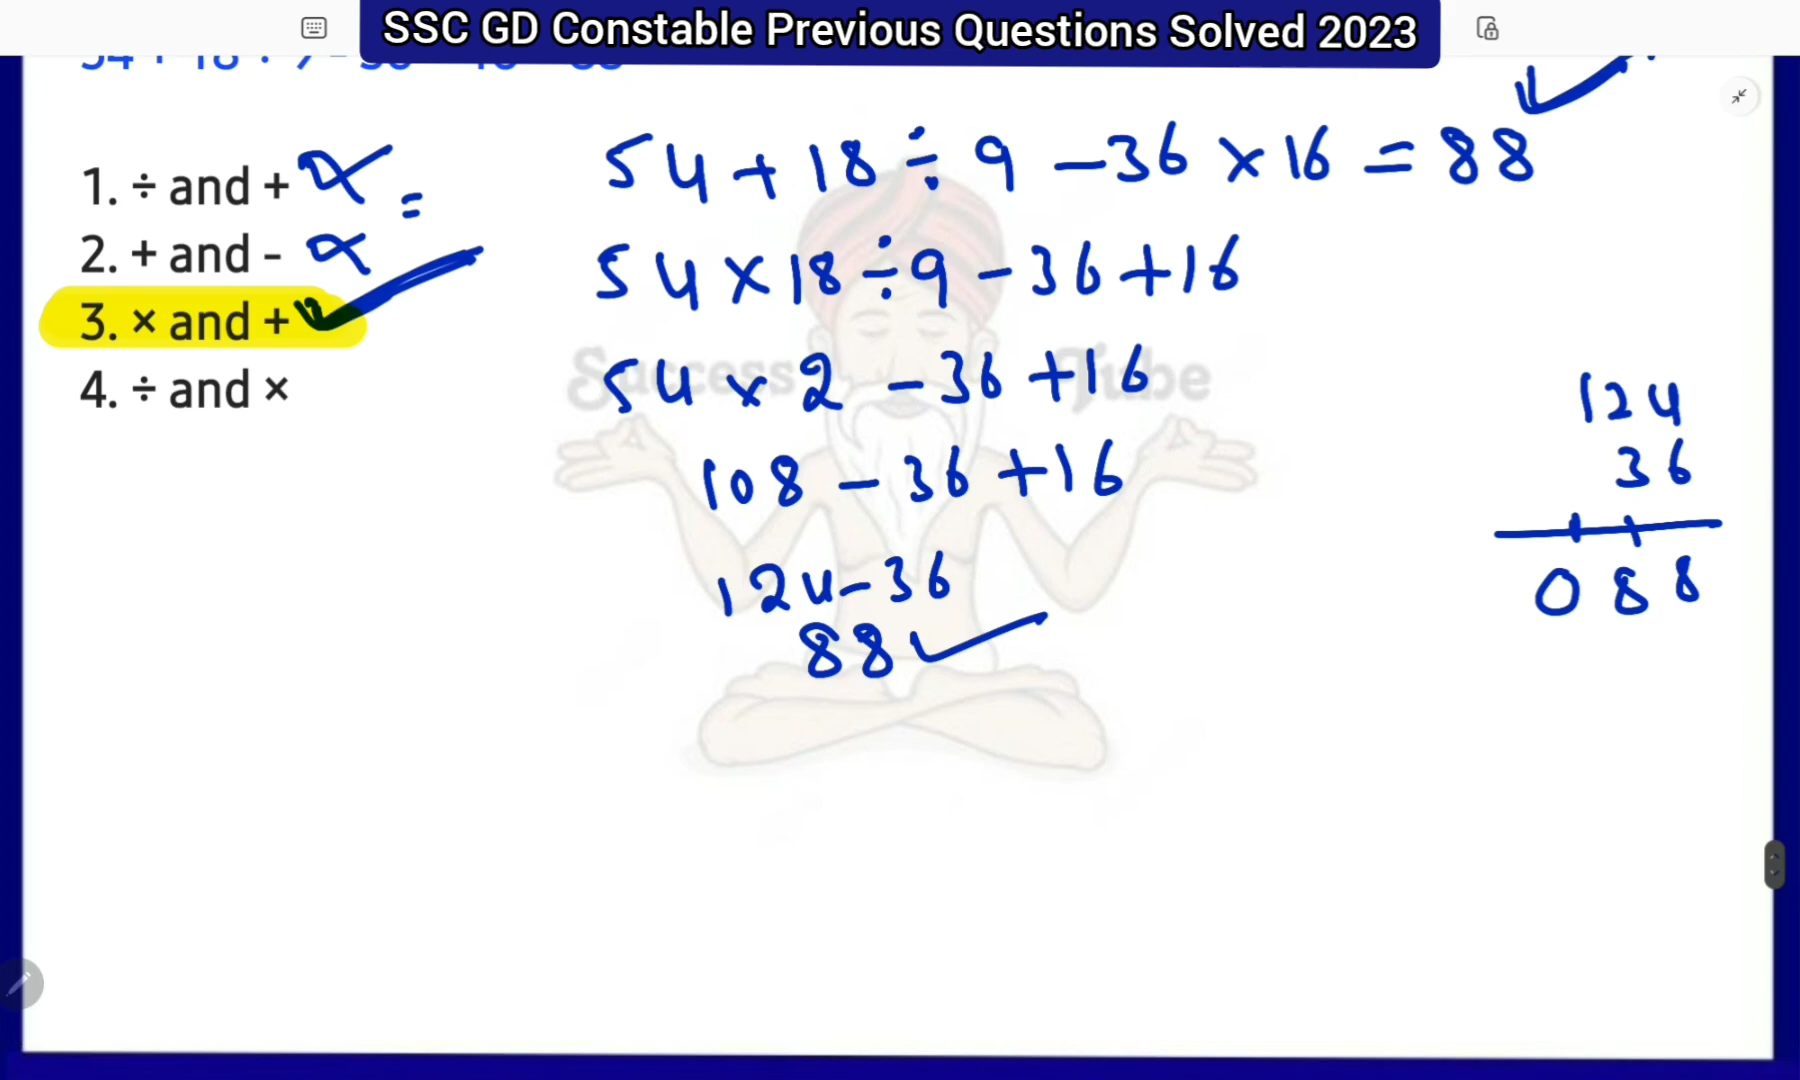 SSC GD Constable Previous Questions Solved 2023
1. ÷ and +
=
2. + and -
3. × and +
4. ÷ and ×
54 + 18 ÷ 9 - 36 × 16 = 88
54 × 18 ÷ 9 - 36 + 16
54 × 2 - 36 + 16
108 - 36 + 16
124 - 36
88
124
36
088
Success Tube